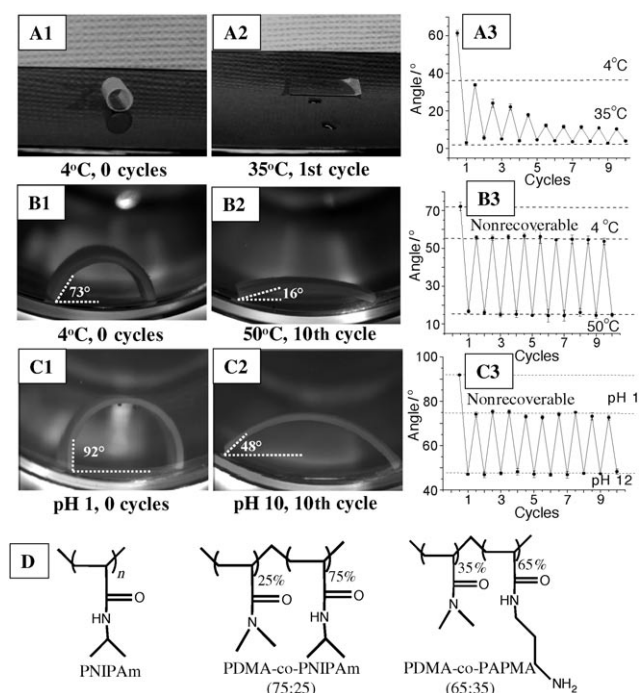 A1
A2
A3
4°C, 0 cycles
35°C, 1st cycle
Angle/°
60
40
20
0
4°C
35°C
1
3
5
7
9
Cycles
B1
B2
B3
73°
16°
4°C, 0 cycles
50°C, 10th cycle
Angle/°
70
50
30
10
Nonrecoverable
4°C
50°C
1
3
5
7
9
Cycles
C1
C2
C3
92°
48°
pH 1, 0 cycles
pH 10, 10th cycle
Angle/°
100
80
60
40
Nonrecoverable
pH 1
pH 12
1
3
5
7
9
Cycles
D
n
O
HN
PNIPAm
25%
75%
O
O
N
HN
PDMA-co-PNIPAm
(75:25)
35%
65%
O
O
N
HN
NH2
PDMA-co-PAPMA
(65:35)